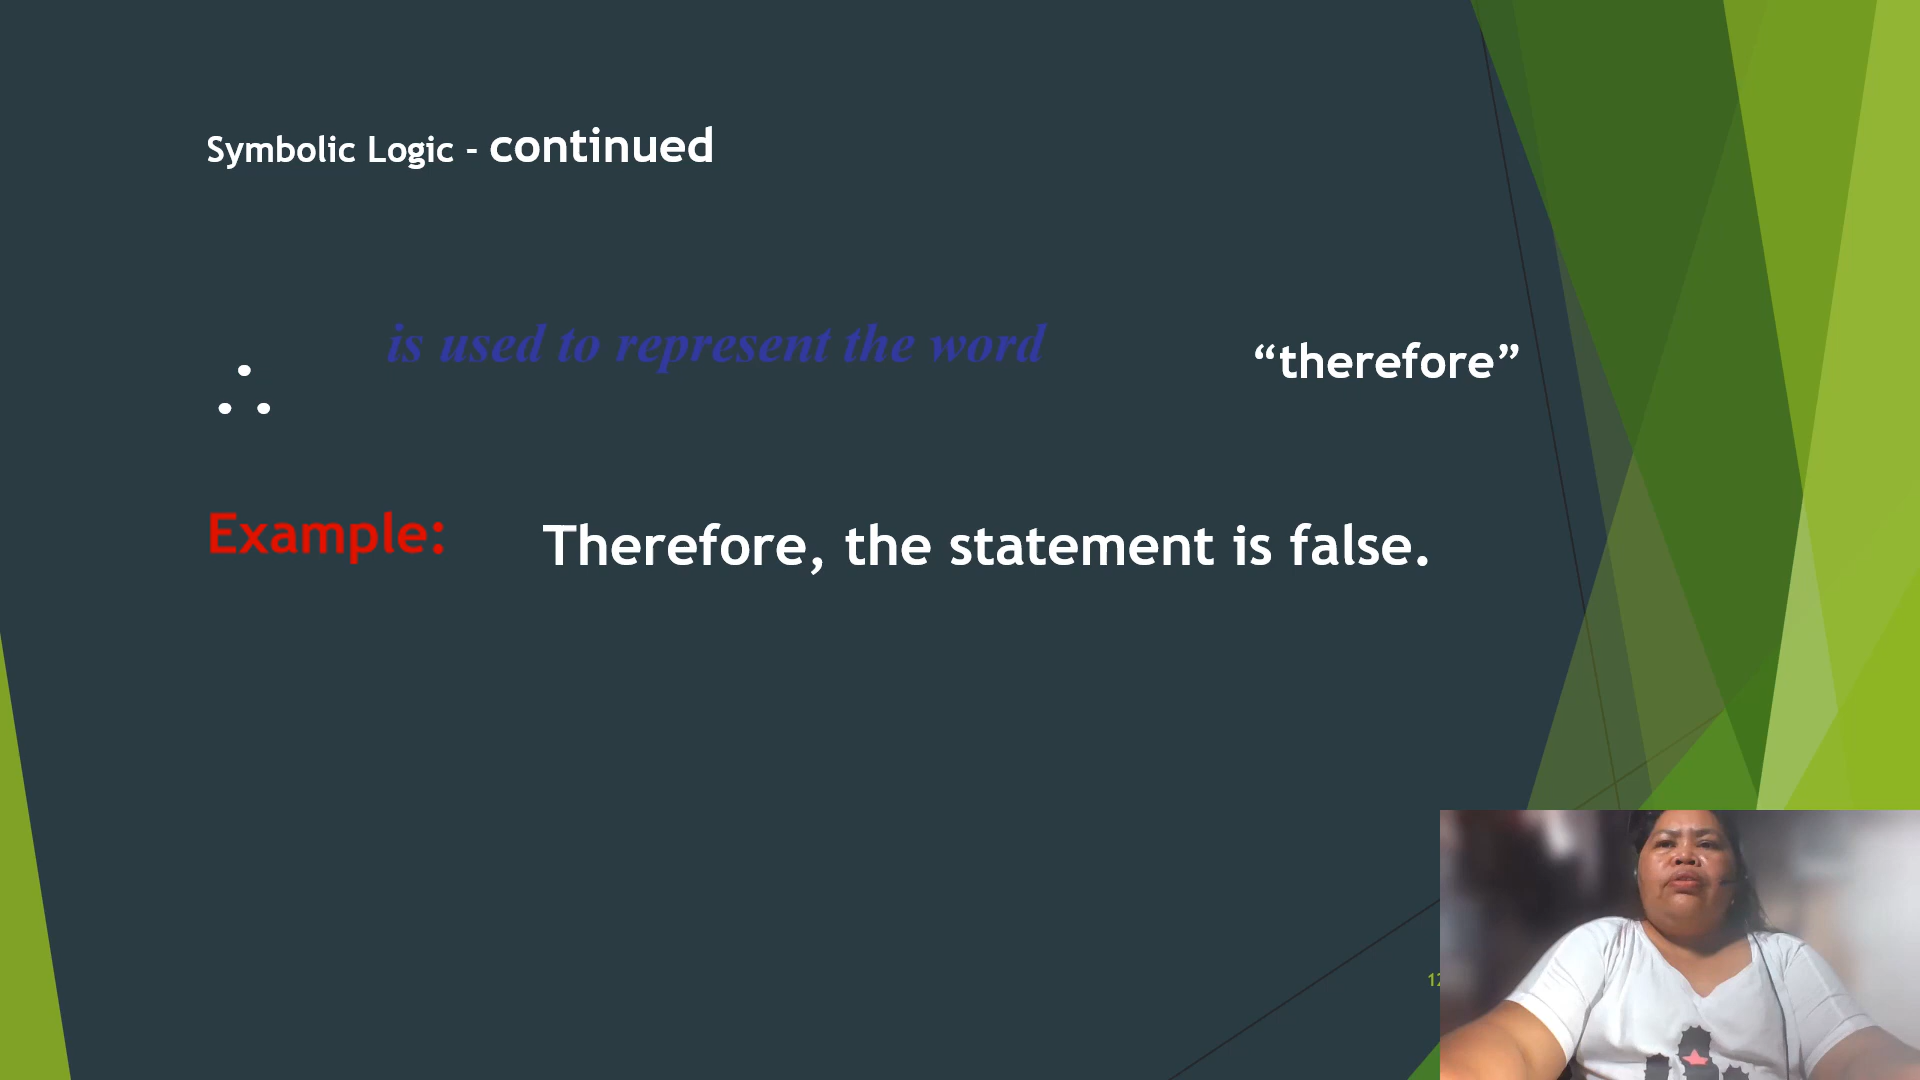 Symbolic Logic - continued
∴ is used to represent the word “therefore”
Example: Therefore, the statement is false.